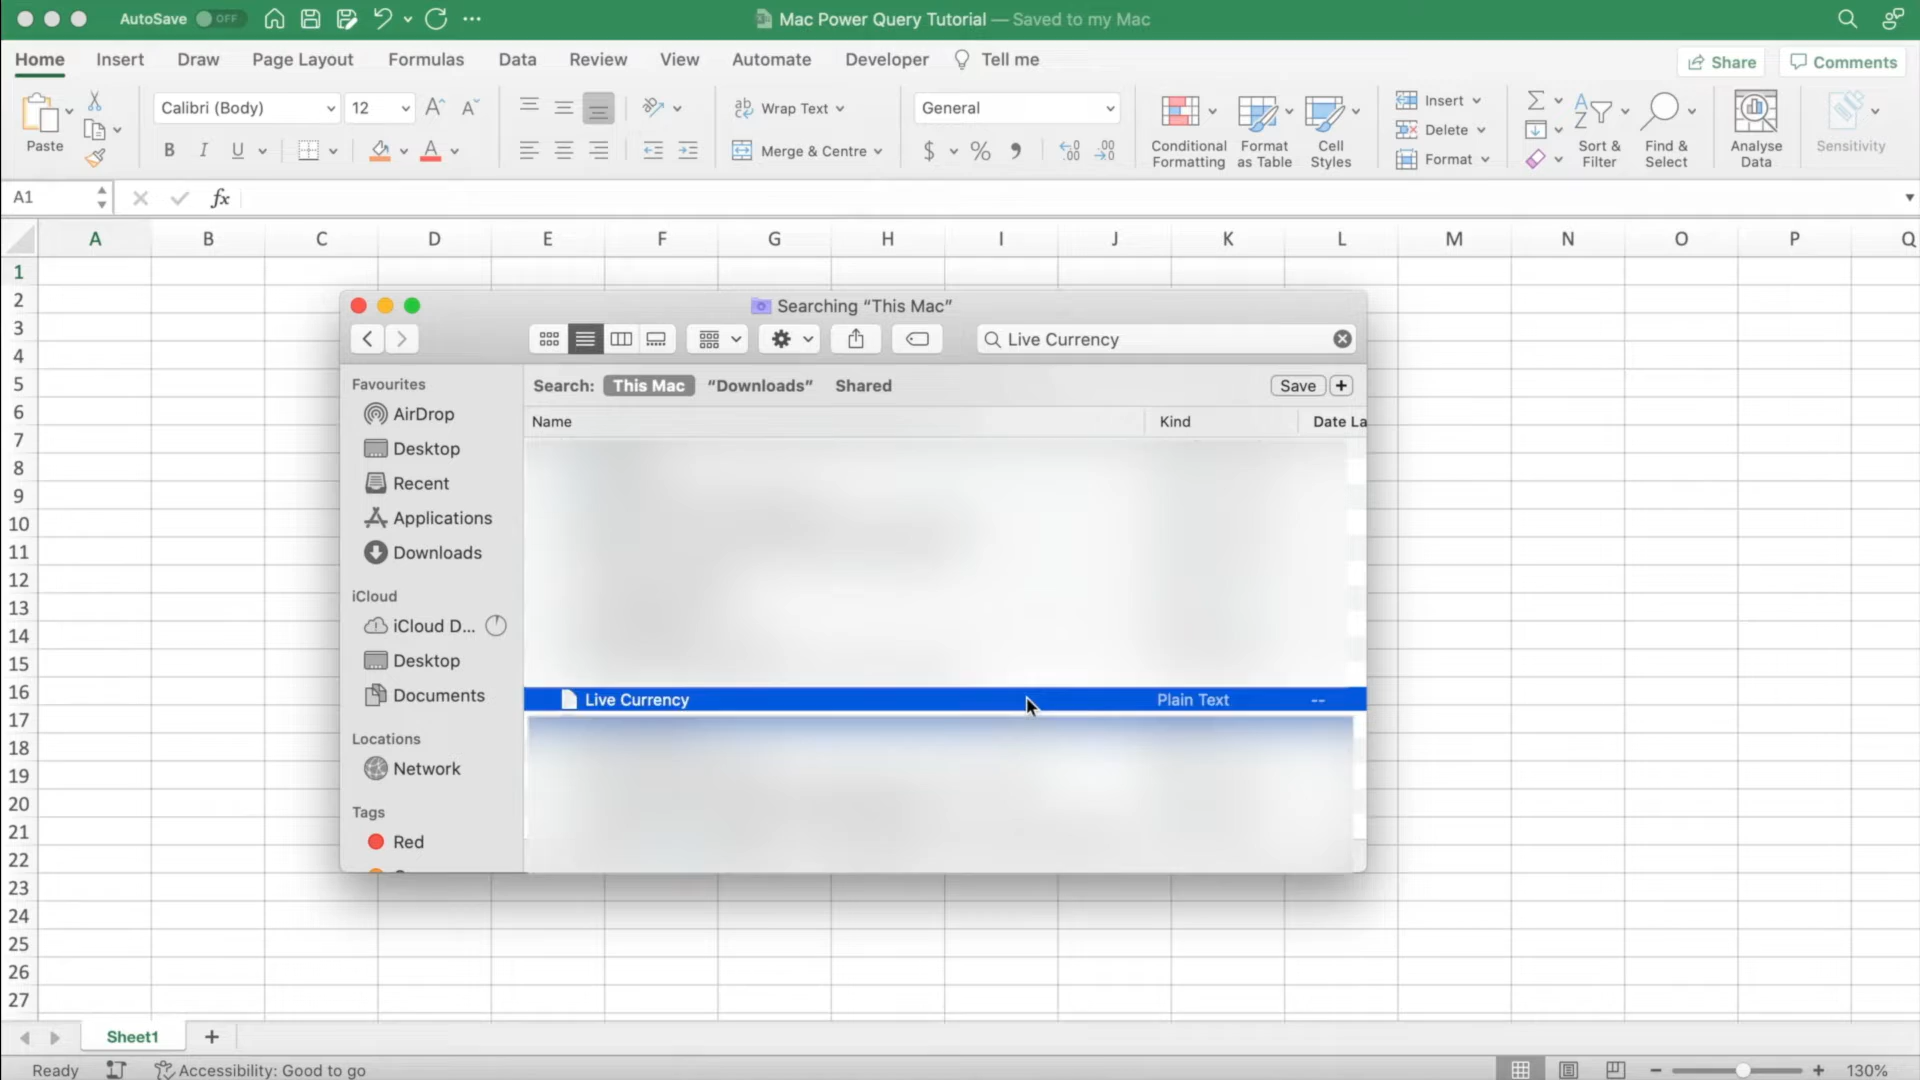 AutoSave OFF Mac Power Query Tutorial — Saved to my Mac
Home Insert Draw Page Layout Formulas Data Review View Automate Developer Tell me Share Comments
Paste Calibri (Body) 12 Wrap Text General Conditional Formatting Format as Table Cell Styles Insert Sort & Filter Find & Select Analyse Data Sensitivity
Delete
B I U Merge & Centre $ % Format
A1 fx
A B C D E F G H I J K L M N O P Q
1
2
3
4
5
6
7
8
9
10
11
12
13
14
15
16
17
18
19
20
21
22
23
24
25
26
27
Searching “This Mac”
Live Currency
Favourites
AirDrop
Desktop
Recent
Applications
Downloads
iCloud
iCloud D...
Desktop
Documents
Locations
Network
Tags
Red
Search: This Mac “Downloads” Shared Save +
Name Kind Date La
Live Currency Plain Text --
Sheet1 +
Ready Accessibility: Good to go 130%